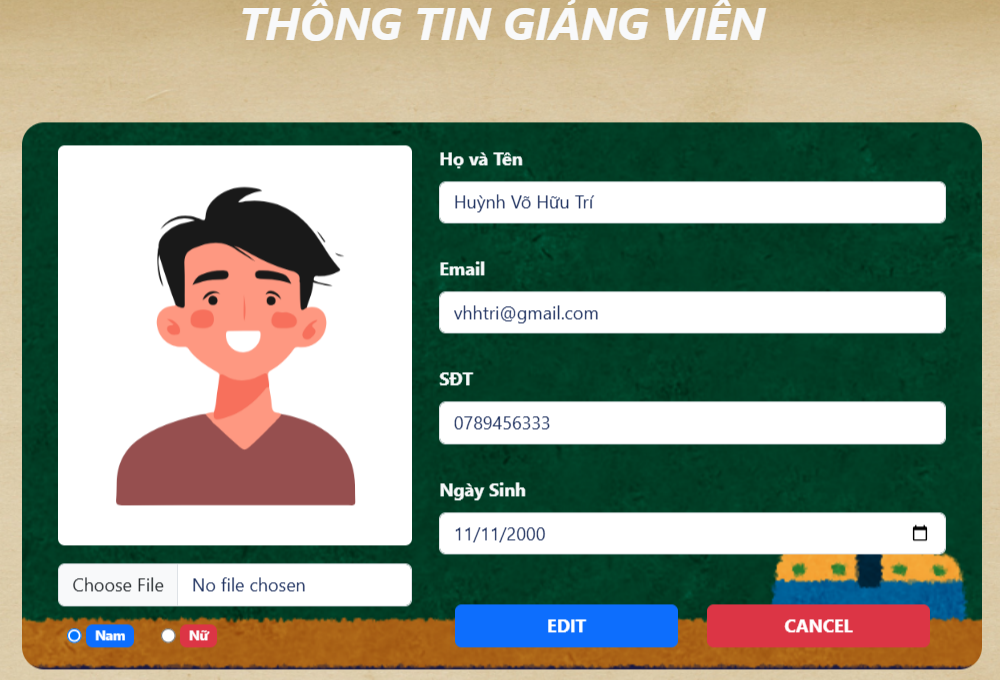 THÔNG TIN GIẢNG VIÊN
Họ và Tên
Huỳnh Võ Hữu Trí
Email
vhhtri@gmail.com
SĐT
0789456333
Ngày Sinh
11/11/2000
Choose File No file chosen
Nam Nữ
EDIT CANCEL